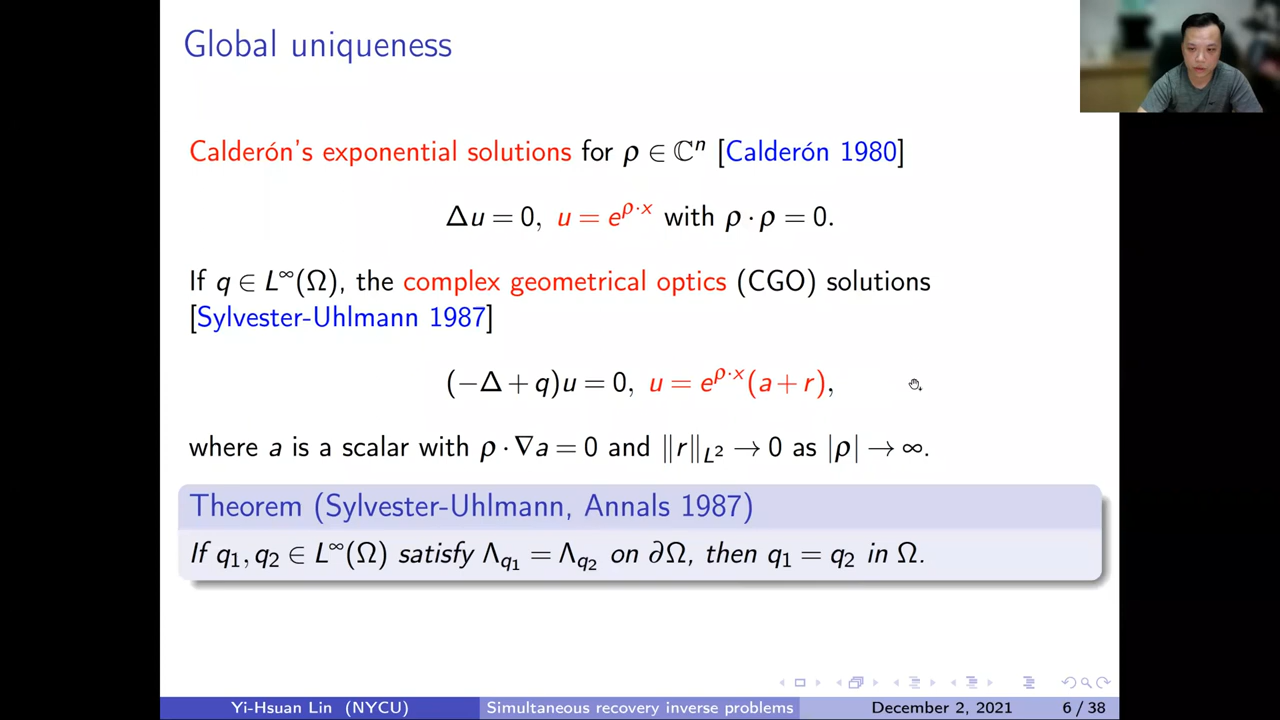 Global uniqueness
Calderón's exponential solutions for ρ ∈ ℂⁿ [Calderón 1980]
Δu = 0, u = e^{ρ·x} with ρ · ρ = 0.
If q ∈ L^∞(Ω), the complex geometrical optics (CGO) solutions
[Sylvester-Uhlmann 1987]
(−Δ + q)u = 0, u = e^{ρ·x}(a + r),
where a is a scalar with ρ · ∇a = 0 and ‖r‖_{L²} → 0 as |ρ| → ∞.
Theorem (Sylvester-Uhlmann, Annals 1987)
If q₁, q₂ ∈ L^∞(Ω) satisfy Λ_{q₁} = Λ_{q₂} on ∂Ω, then q₁ = q₂ in Ω.
Yi-Hsuan Lin (NYCU) Simultaneous recovery inverse problems December 2, 2021 6 / 38